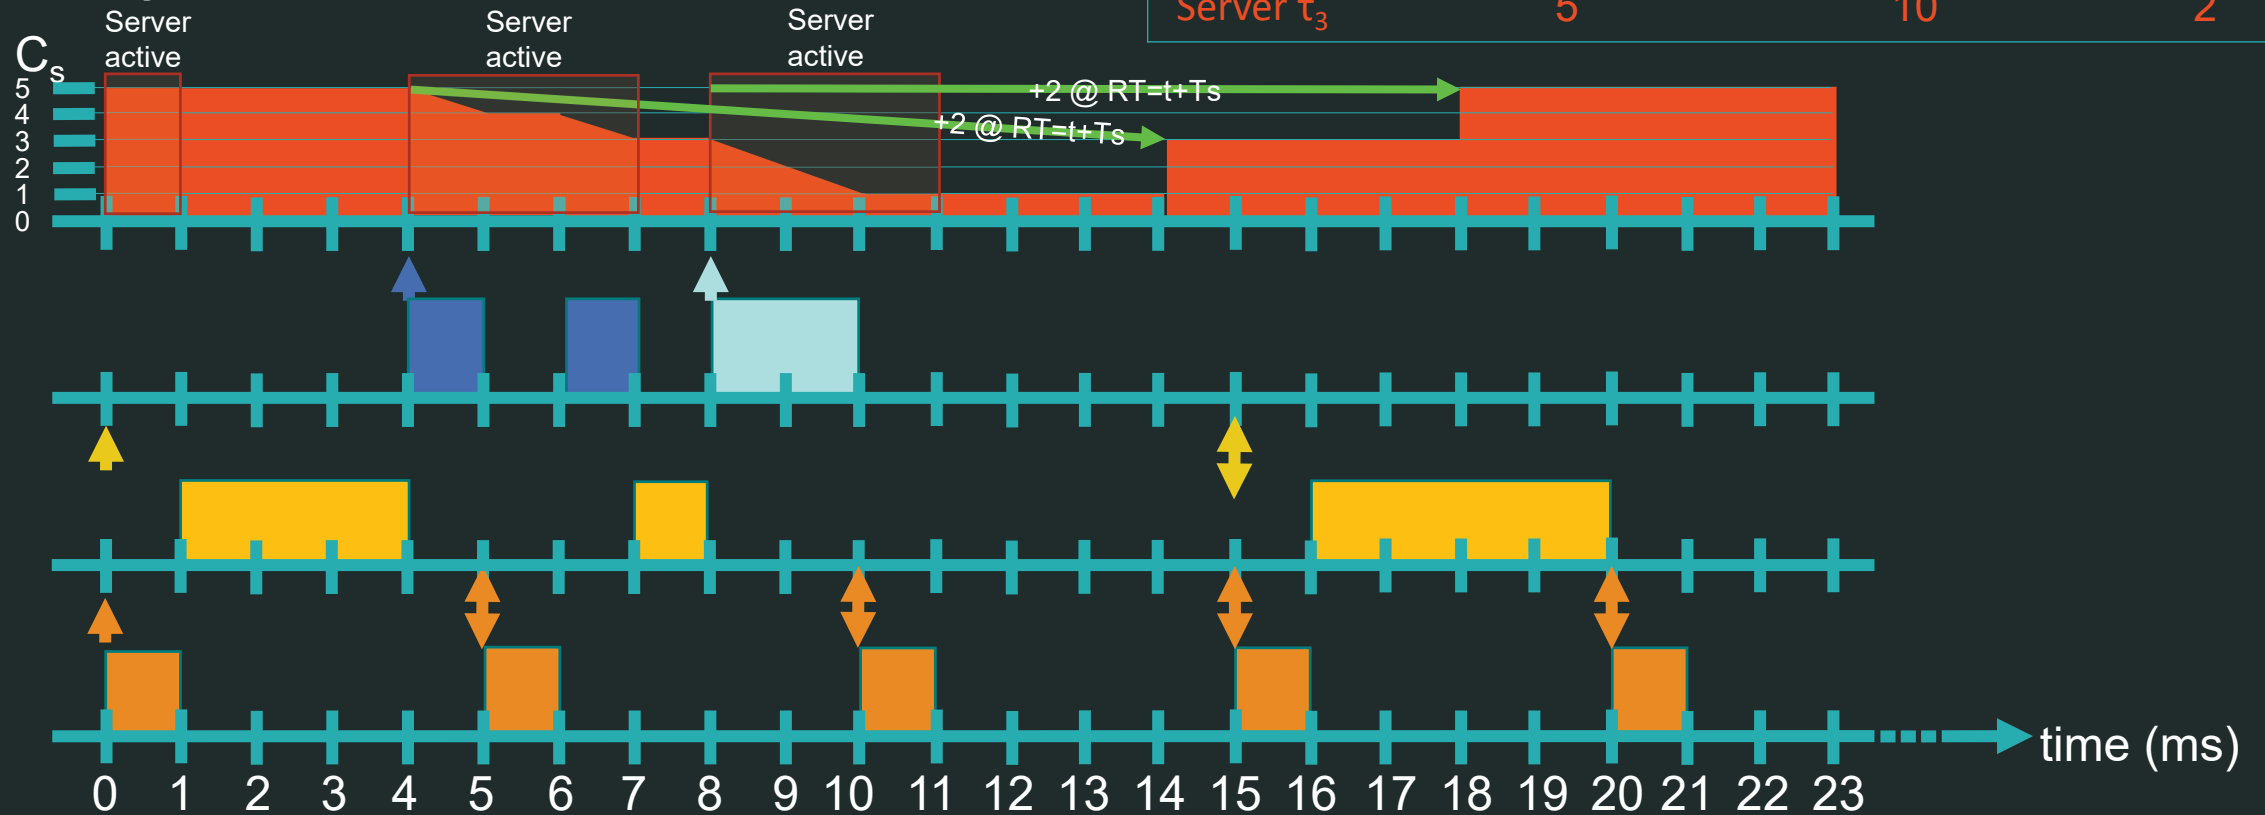 Server τ3 5 10 2
Server active
Server active
Server active
Cs
5
4
3
2
1
0
+2 @ RT=t+Ts
+2 @ RT=t+Ts
time (ms)
0 1 2 3 4 5 6 7 8 9 10 11 12 13 14 15 16 17 18 19 20 21 22 23